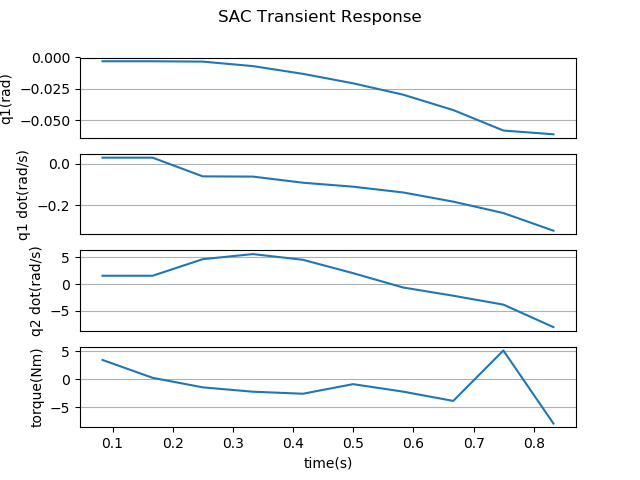 SAC Transient Response
0.000
−0.025
−0.050
q1(rad)
0.0
−0.2
q1 dot(rad/s)
5
0
−5
q2 dot(rad/s)
5
0
−5
torque(Nm)
0.1 0.2 0.3 0.4 0.5 0.6 0.7 0.8
time(s)